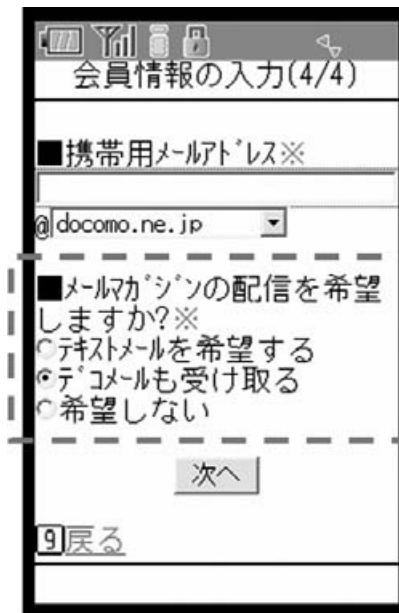 会員情報の入力(4/4)
■携帯用ﾒｰﾙｱﾄﾞﾚｽ※
@docomo.ne.jp
■ﾒｰﾙﾏｶﾞｼﾞﾝの配信を希望
しますか?※
ﾃｷｽﾄﾒｰﾙを希望する
ﾃﾞｺﾒｰﾙも受け取る
希望しない
次へ
9戻る